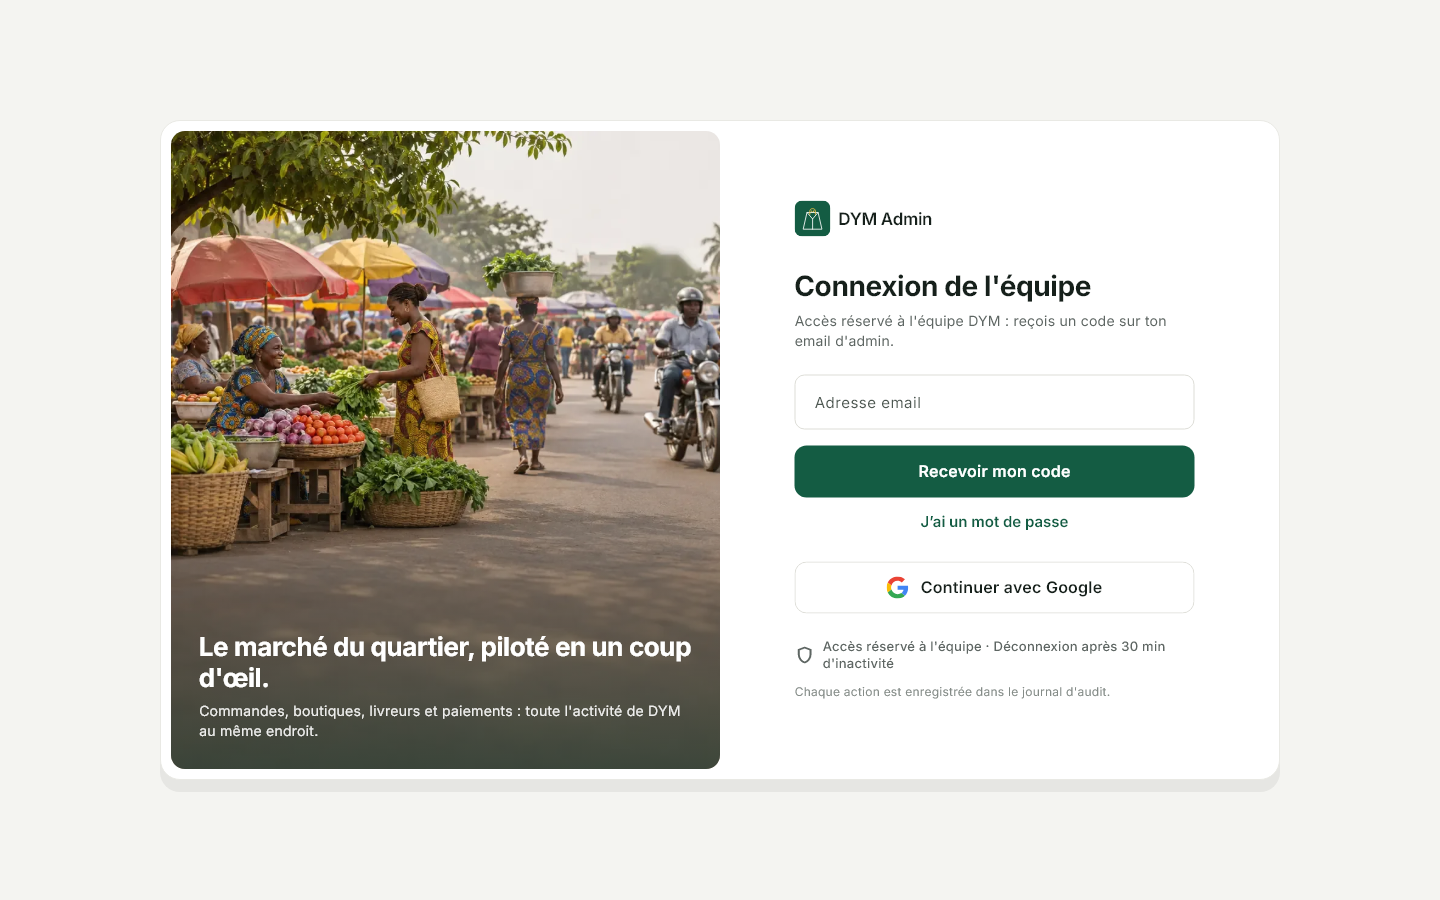 DYM Admin
Connexion de l'équipe
Accès réservé à l'équipe DYM : reçois un code sur ton
email d'admin.
Adresse email
Recevoir mon code
J’ai un mot de passe
Continuer avec Google
Accès réservé à l'équipe · Déconnexion après 30 min
d'inactivité
Chaque action est enregistrée dans le journal d'audit.
Le marché du quartier, piloté en un coup
d'œil.
Commandes, boutiques, livreurs et paiements : toute l'activité de DYM
au même endroit.